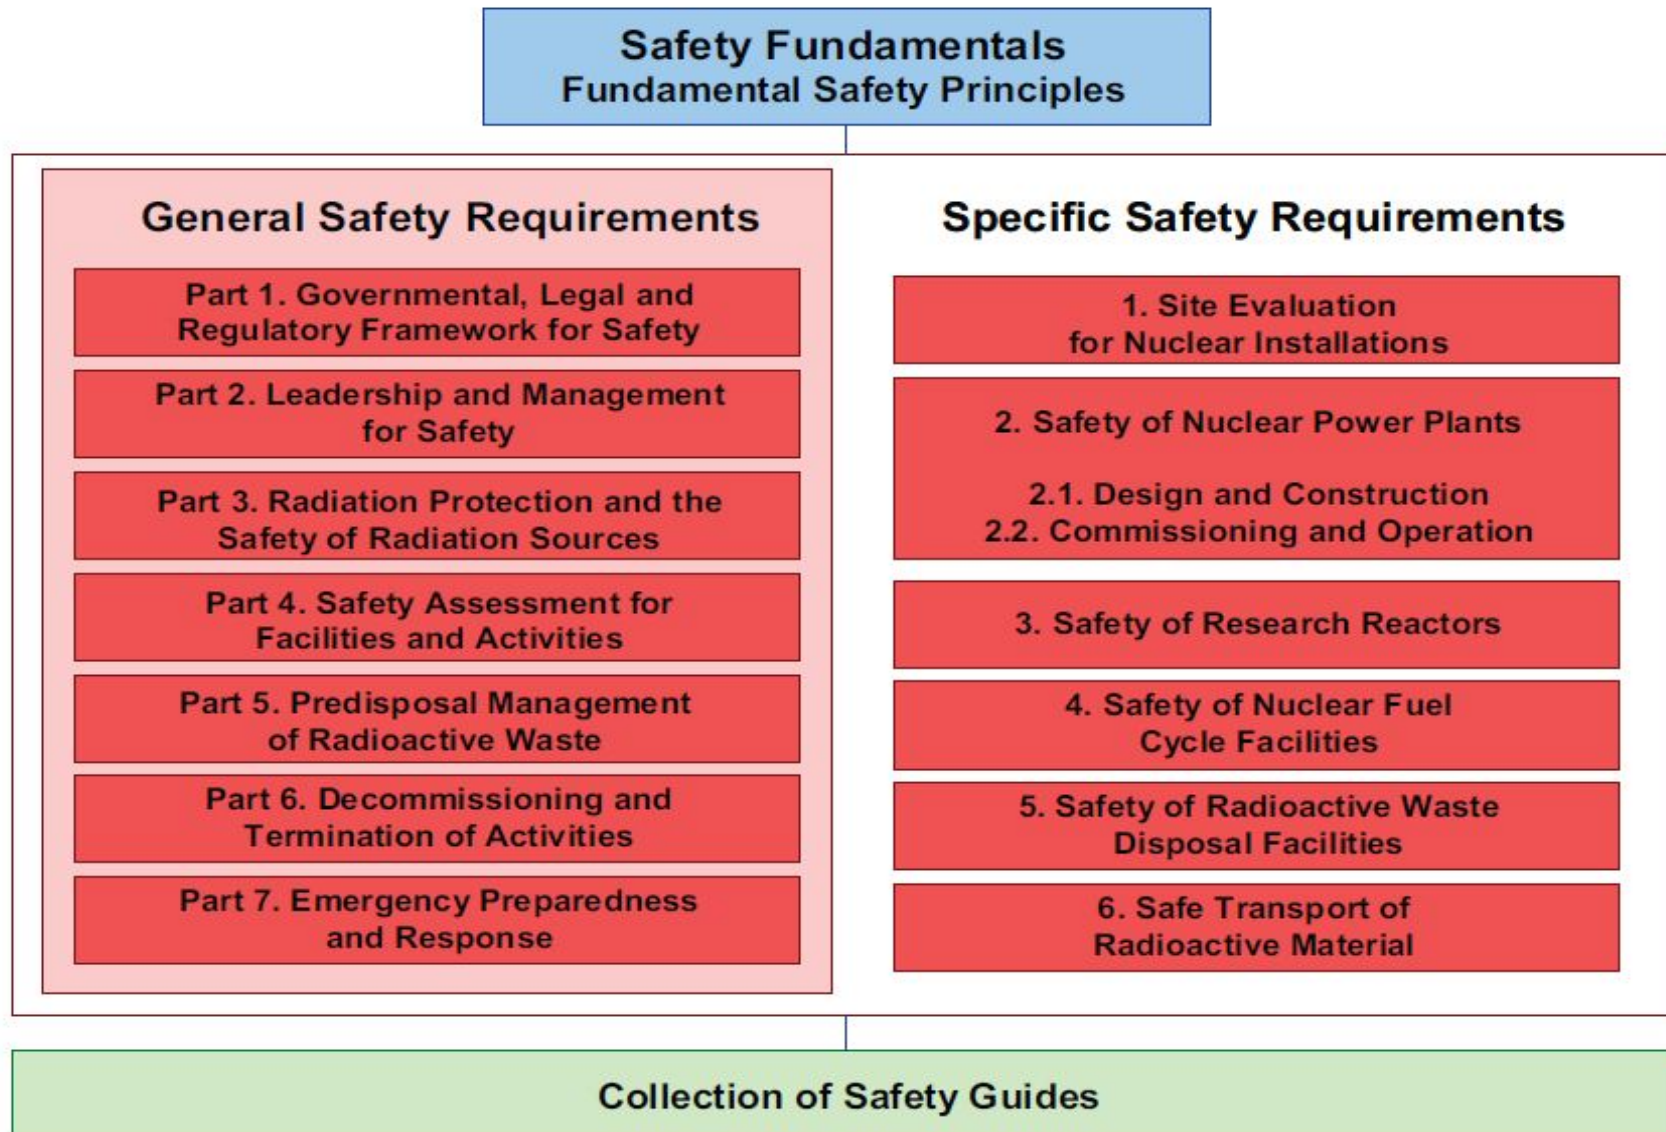 Safety Fundamentals
Fundamental Safety Principles
General Safety Requirements
Part 1. Governmental, Legal and
Regulatory Framework for Safety
Part 2. Leadership and Management
for Safety
Part 3. Radiation Protection and the
Safety of Radiation Sources
Part 4. Safety Assessment for
Facilities and Activities
Part 5. Predisposal Management
of Radioactive Waste
Part 6. Decommissioning and
Termination of Activities
Part 7. Emergency Preparedness
and Response
Specific Safety Requirements
1. Site Evaluation
for Nuclear Installations
2. Safety of Nuclear Power Plants
2.1. Design and Construction
2.2. Commissioning and Operation
3. Safety of Research Reactors
4. Safety of Nuclear Fuel
Cycle Facilities
5. Safety of Radioactive Waste
Disposal Facilities
6. Safe Transport of
Radioactive Material
Collection of Safety Guides